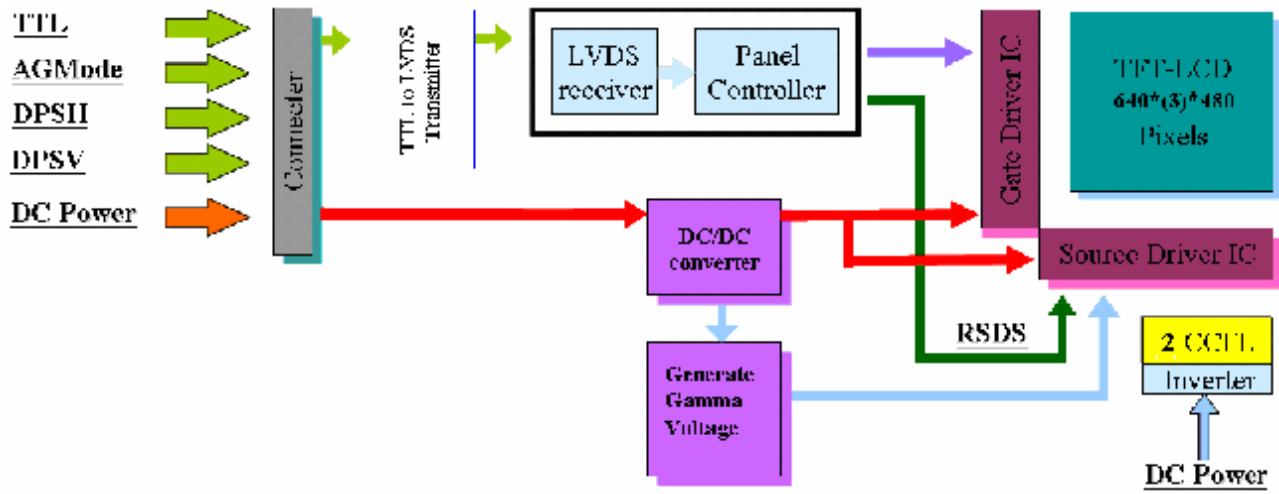 TTL
AGMode
DPSH
DPSV
DC Power
Connecter
TTL to LVDS
Transmitter
LVDS
receiver
Panel
Controller
Gate Driver IC
TFT-LCD
640*(3)*480
Pixels
DC/DC
converter
Source Driver IC
RSDS
Generate
Gamma
Voltage
2 CCFL
Inverter
DC Power